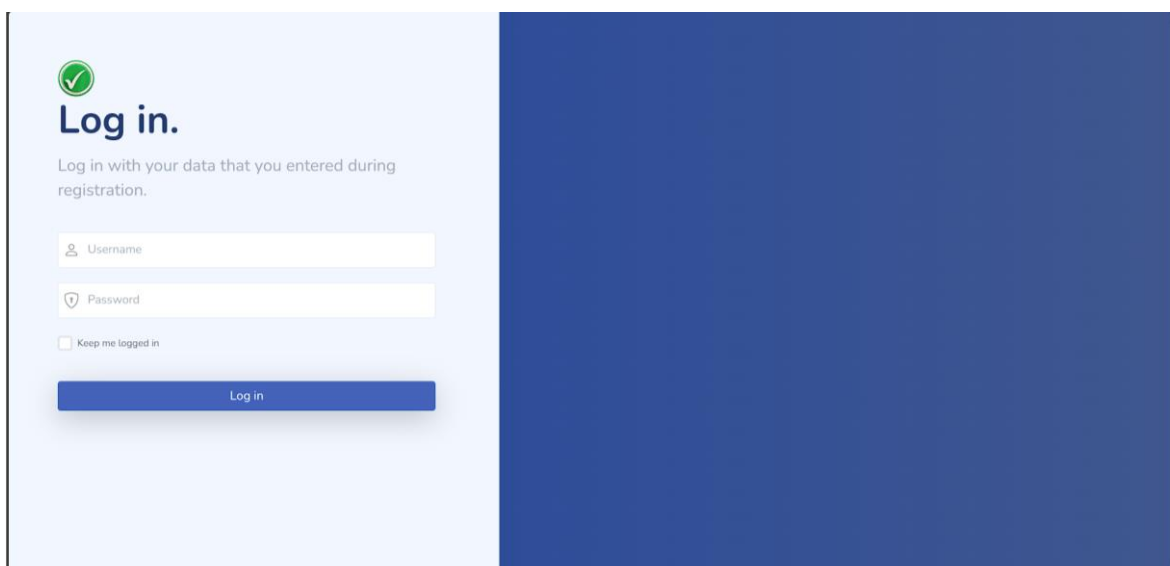 Log in.
Log in with your data that you entered during
registration.
Username
Password
Keep me logged in
Log in